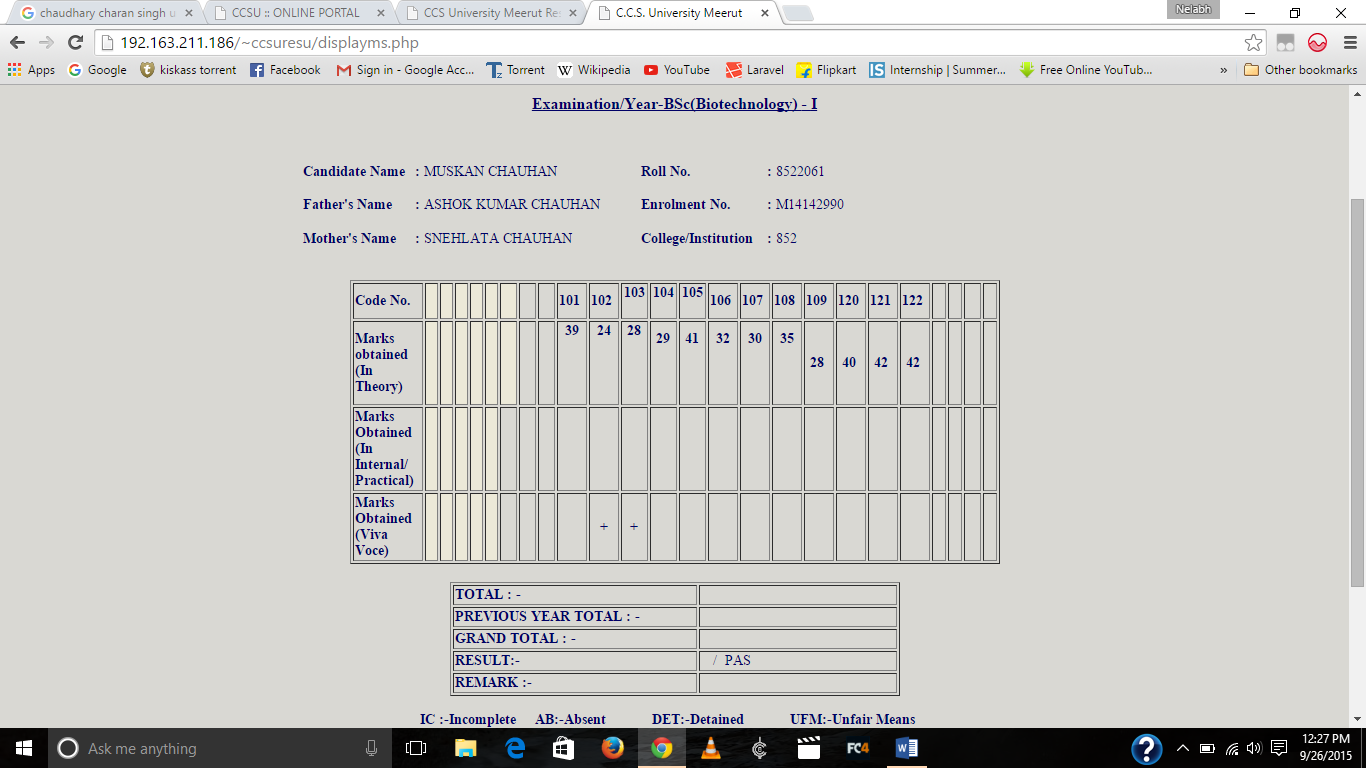 chaudhary charan singh u
CCSU :: ONLINE PORTAL
CCS University Meerut Re
C.C.S. University Meerut
Nelabh
192.163.211.186/~ccsuresu/displayms.php
Apps Google kiskass torrent Facebook Sign in - Google Acc... Torrent Wikipedia YouTube Laravel Flipkart Internship | Summer... Free Online YouTub... » Other bookmarks
Examination/Year-BSc(Biotechnology) - I
Candidate Name : MUSKAN CHAUHAN Roll No. : 8522061
Father's Name : ASHOK KUMAR CHAUHAN Enrolment No. : M14142990
Mother's Name : SNEHLATA CHAUHAN College/Institution : 852
Code No. 101 102 103 104 105 106 107 108 109 120 121 122
Marks
obtained
(In
Theory)
39 24 28 29 41 32 30 35 28 40 42 42
Marks
Obtained
(In
Internal/
Practical)
Marks
Obtained
(Viva
Voce)
+ +
TOTAL : -
PREVIOUS YEAR TOTAL : -
GRAND TOTAL : -
RESULT:- / PAS
REMARK :-
IC :-Incomplete AB:-Absent DET:-Detained UFM:-Unfair Means
Ask me anything
FC4
12:27 PM
9/26/2015